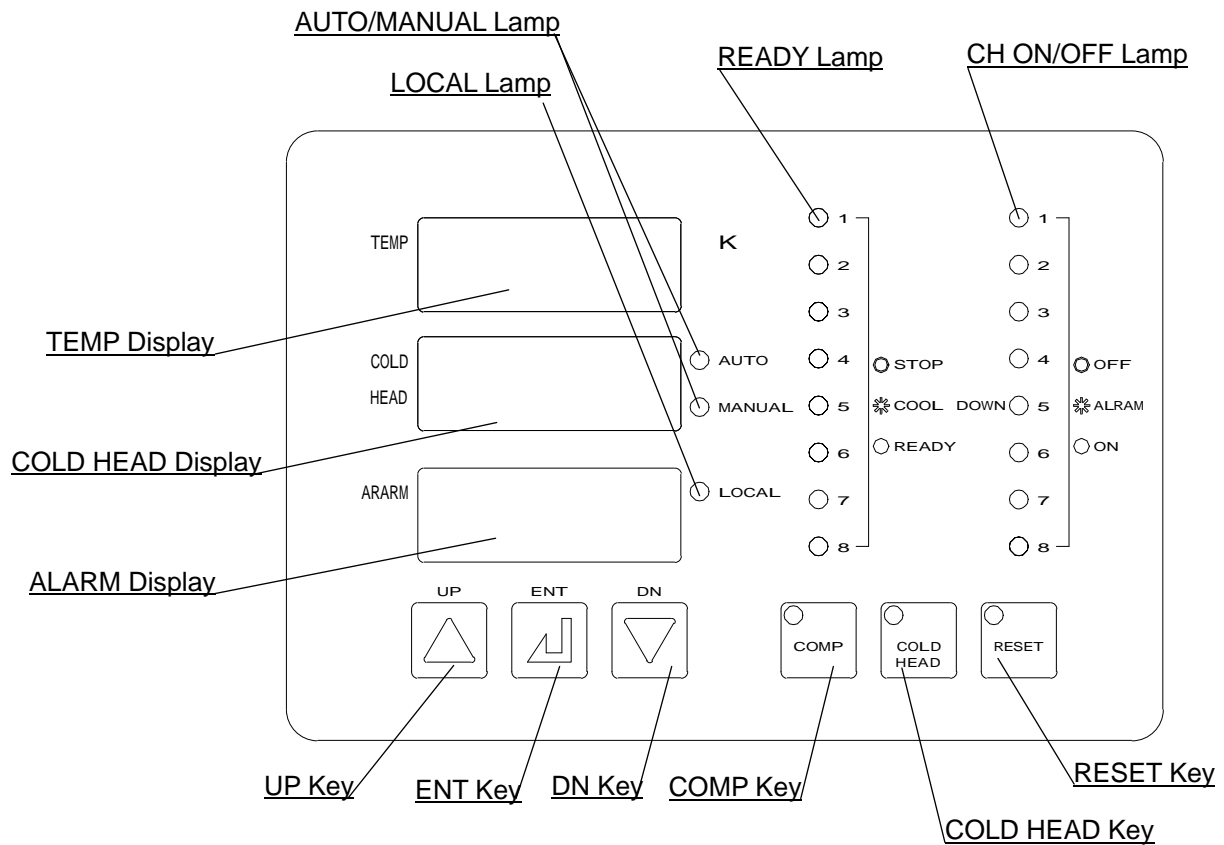 AUTO/MANUAL Lamp
READY Lamp
CH ON/OFF Lamp
LOCAL Lamp
TEMP
K
1
2
3
4
5
6
7
8
STOP
COOL DOWN
READY
1
2
3
4
5
6
7
8
OFF
ALRAM
ON
TEMP Display
COLD
HEAD
AUTO
MANUAL
COLD HEAD Display
ARARM
LOCAL
ALARM Display
UP
ENT
DN
COMP
COLD
HEAD
RESET
UP Key
ENT Key
DN Key
COMP Key
RESET Key
COLD HEAD Key